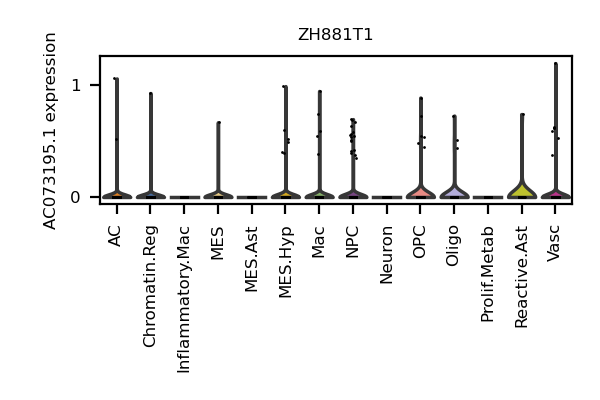 ZH881T1
AC073195.1 expression
1
0
AC
Chromatin.Reg
Inflammatory.Mac
MES
MES.Ast
MES.Hyp
Mac
NPC
Neuron
OPC
Oligo
Prolif.Metab
Reactive.Ast
Vasc